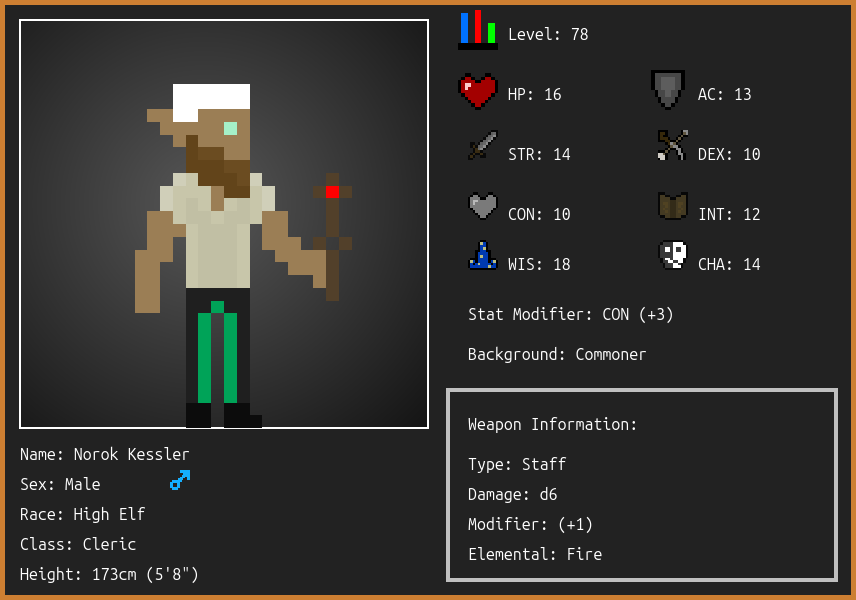 Level: 78
HP: 16
AC: 13
STR: 14
DEX: 10
CON: 10
INT: 12
WIS: 18
CHA: 14
Stat Modifier: CON (+3)
Background: Commoner
Weapon Information:
Type: Staff
Damage: d6
Modifier: (+1)
Elemental: Fire
Name: Norok Kessler
Sex: Male
Race: High Elf
Class: Cleric
Height: 173cm (5'8")